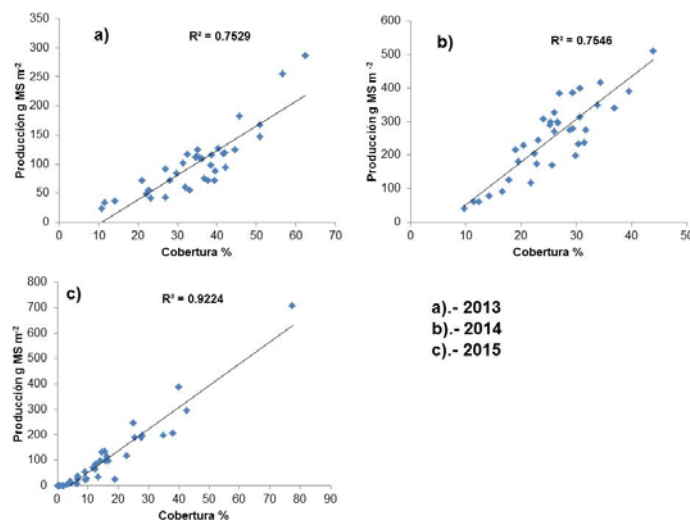 a)
R² = 0.7529
Producción g MS m⁻²
350
300
250
200
150
100
50
0
0 10 20 30 40 50 60 70
Cobertura %
b)
R² = 0.7546
Producción g MS m⁻²
600
500
400
300
200
100
0
0 10 20 30 40 50
Cobertura %
c)
R² = 0.9224
Producción g MS m⁻²
800
700
600
500
400
300
200
100
0
0 10 20 30 40 50 60 70 80 90
Cobertura %
a).- 2013
b).- 2014
c).- 2015